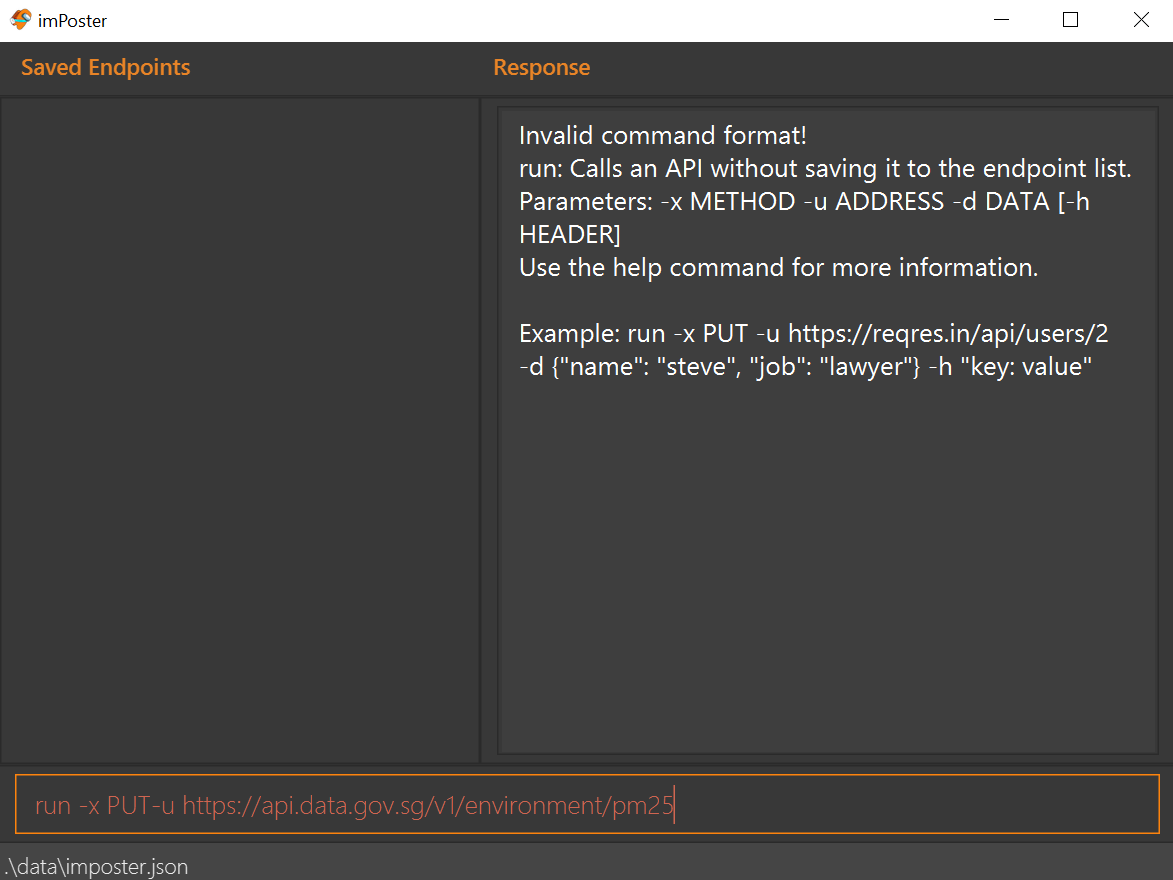 imPoster
Saved Endpoints
Response
Invalid command format!
run: Calls an API without saving it to the endpoint list.
Parameters: -x METHOD -u ADDRESS -d DATA [-h
HEADER]
Use the help command for more information.
Example: run -x PUT -u https://reqres.in/api/users/2
-d {"name": "steve", "job": "lawyer"} -h "key: value"
run -x PUT-u https://api.data.gov.sg/v1/environment/pm25
.\data\imposter.json